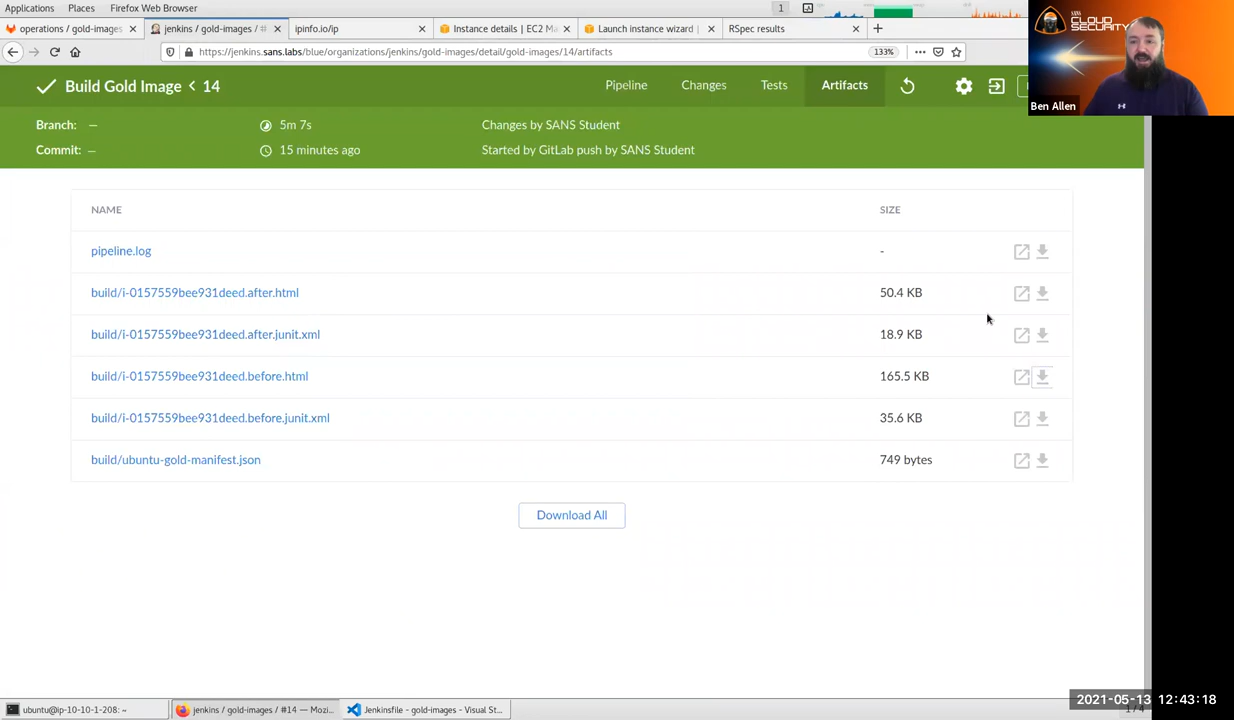 Applications Places Firefox Web Browser 1
operations / gold-images jenkins / gold-images / # ipinfo.io/ip Instance details | EC2 Ma Launch instance wizard RSpec results
https://jenkins.sans.labs/blue/organizations/jenkins/gold-images/detail/gold-images/14/artifacts 133%
SANS
CLOUD
SECURITY
Ben Allen
Build Gold Image < 14 Pipeline Changes Tests Artifacts
Branch: — 5m 7s Changes by SANS Student
Commit: — 15 minutes ago Started by GitLab push by SANS Student
NAME SIZE
pipeline.log -
build/i-0157559bee931deed.after.html 50.4 KB
build/i-0157559bee931deed.after.junit.xml 18.9 KB
build/i-0157559bee931deed.before.html 165.5 KB
build/i-0157559bee931deed.before.junit.xml 35.6 KB
build/ubuntu-gold-manifest.json 749 bytes
Download All
ubuntu@ip-10-10-1-208: ~ jenkins / gold-images / #14 — Mozi... Jenkinsfile - gold-images - Visual St...
2021-05-13 12:43:18